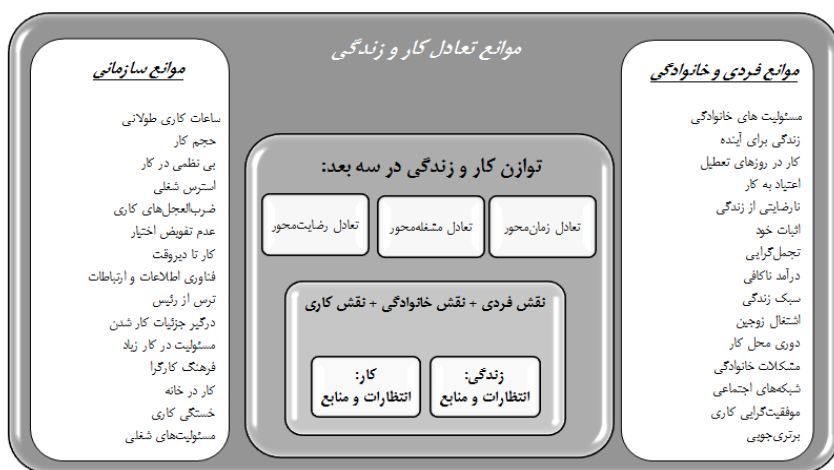 موانع تعادل کار و زندگی
موانع فردی و خانوادگی
مسئولیت های خانوادگی
زندگی برای آینده
کار در روزهای تعطیل
اعتیاد به کار
نارضایتی از زندگی
اثبات خود
تجمل‌گرایی
درآمد ناکافی
سبک زندگی
اشتغال زوجین
دوری محل کار
مشکلات خانوادگی
شبکه‌های اجتماعی
موفقیت‌گرایی کاری
برتری‌جویی
توازن کار و زندگی در سه بعد:
تعادل زمان‌محور
تعادل مشغله‌محور
تعادل رضایت‌محور
نقش فردی + نقش خانوادگی + نقش کاری
زندگی:
انتظارات و منابع
کار:
انتظارات و منابع
موانع سازمانی
ساعات کاری طولانی
حجم کار
بی نظمی در کار
استرس شغلی
ضرب‌العجل‌های کاری
عدم تفویض اختیار
کار تا دیروقت
فناوری اطلاعات و ارتباطات
ترس از رئیس
درگیر جزئیات کار شدن
مسئولیت در کار زیاد
فرهنگ کارگرا
کار در خانه
خستگی کاری
مسئولیت‌های شغلی